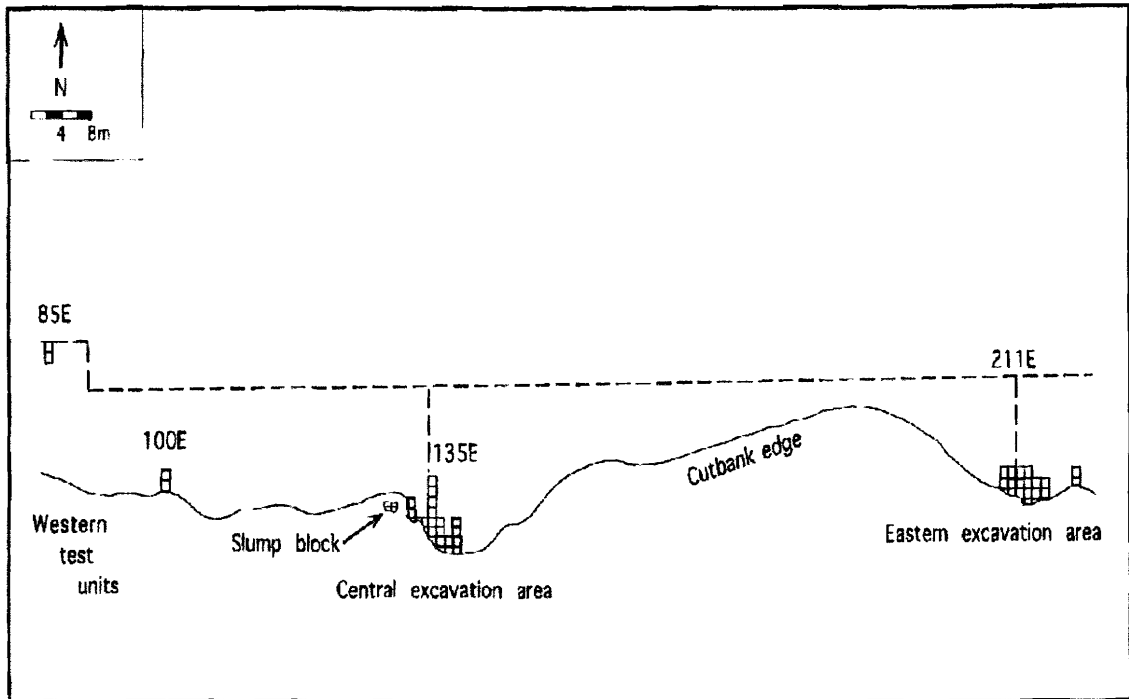 N
4 8m
85E
211E
100E
135E
Cutbank edge
Western
test
units
Slump block
Eastern excavation area
Central excavation area